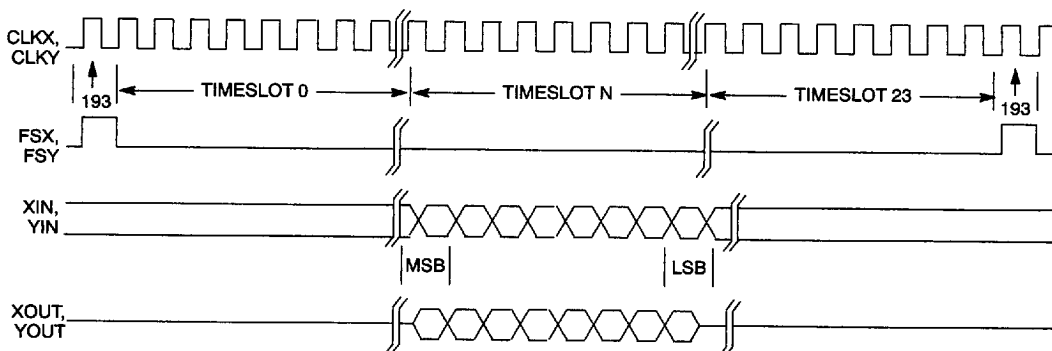 CLKX,
CLKY
193
TIMESLOT 0
TIMESLOT N
TIMESLOT 23
193
FSX,
FSY
XIN,
YIN
MSB
LSB
XOUT,
YOUT